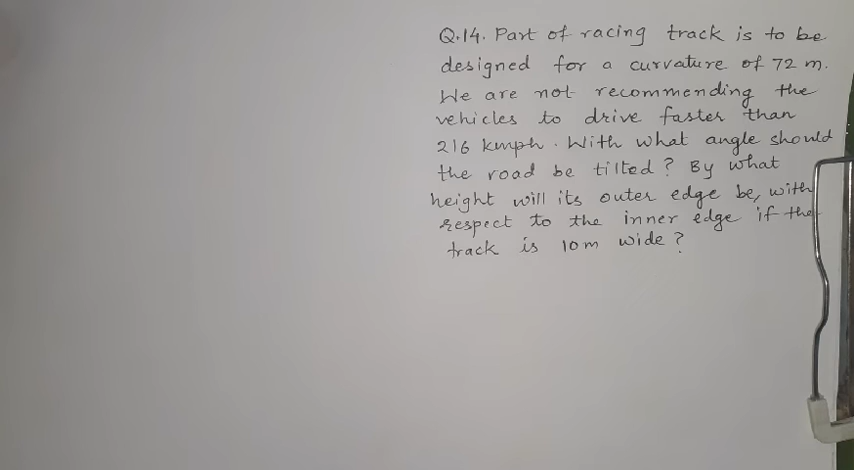 Q.14. Part of racing track is to be
designed for a curvature of 72 m.
We are not recommending the
vehicles to drive faster than
216 kmph. With what angle should
the road be tilted? By what
height will its outer edge be, with
respect to the inner edge if the
track is 10m wide?